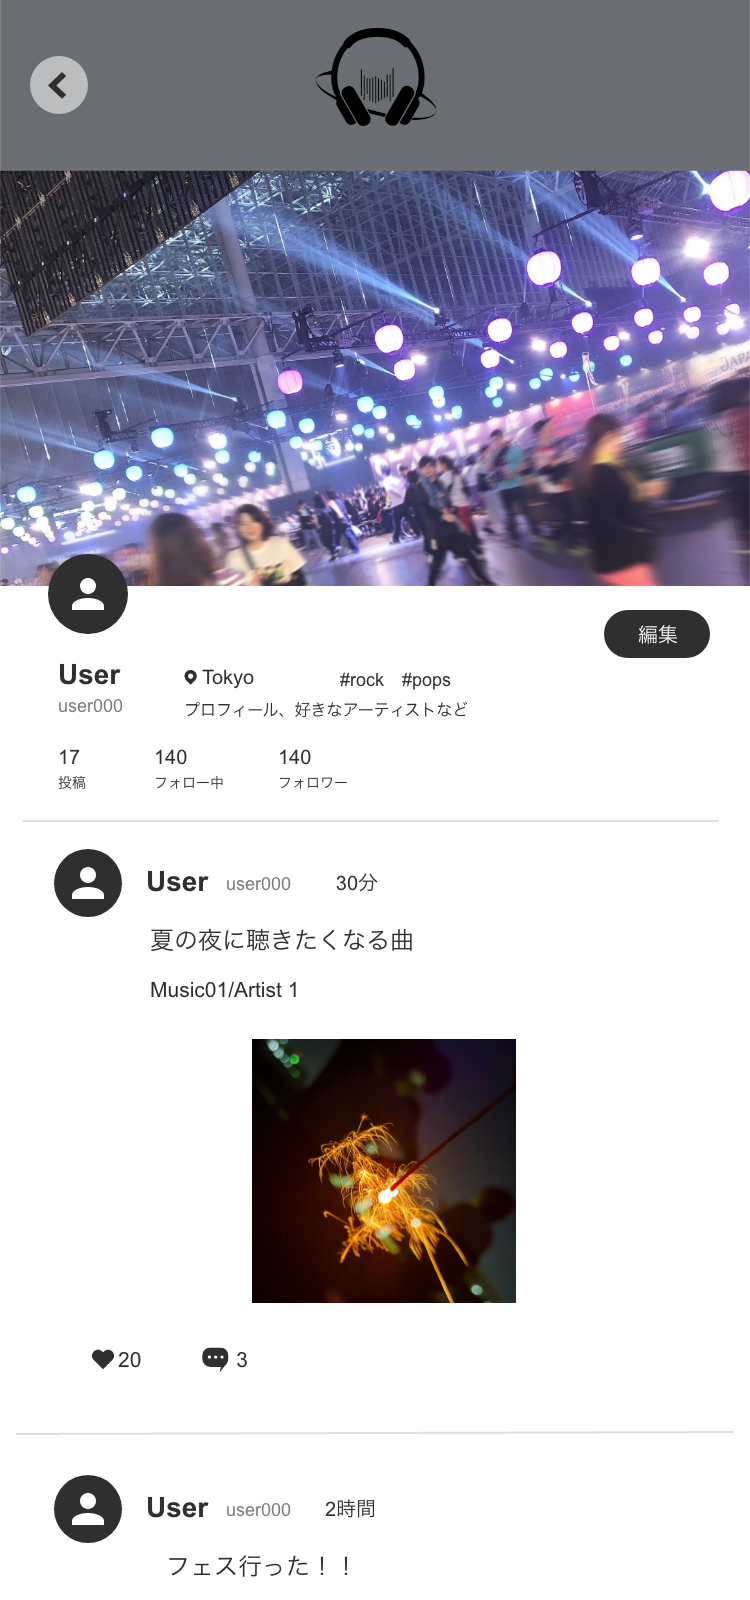 編集
User
Tokyo
#rock #pops
user000
プロフィール、好きなアーティストなど
17 140 140
投稿 フォロー中 フォロワー
User user000 30分
夏の夜に聴きたくなる曲
Music01/Artist 1
20 3
User user000 2時間
フェス行った！！